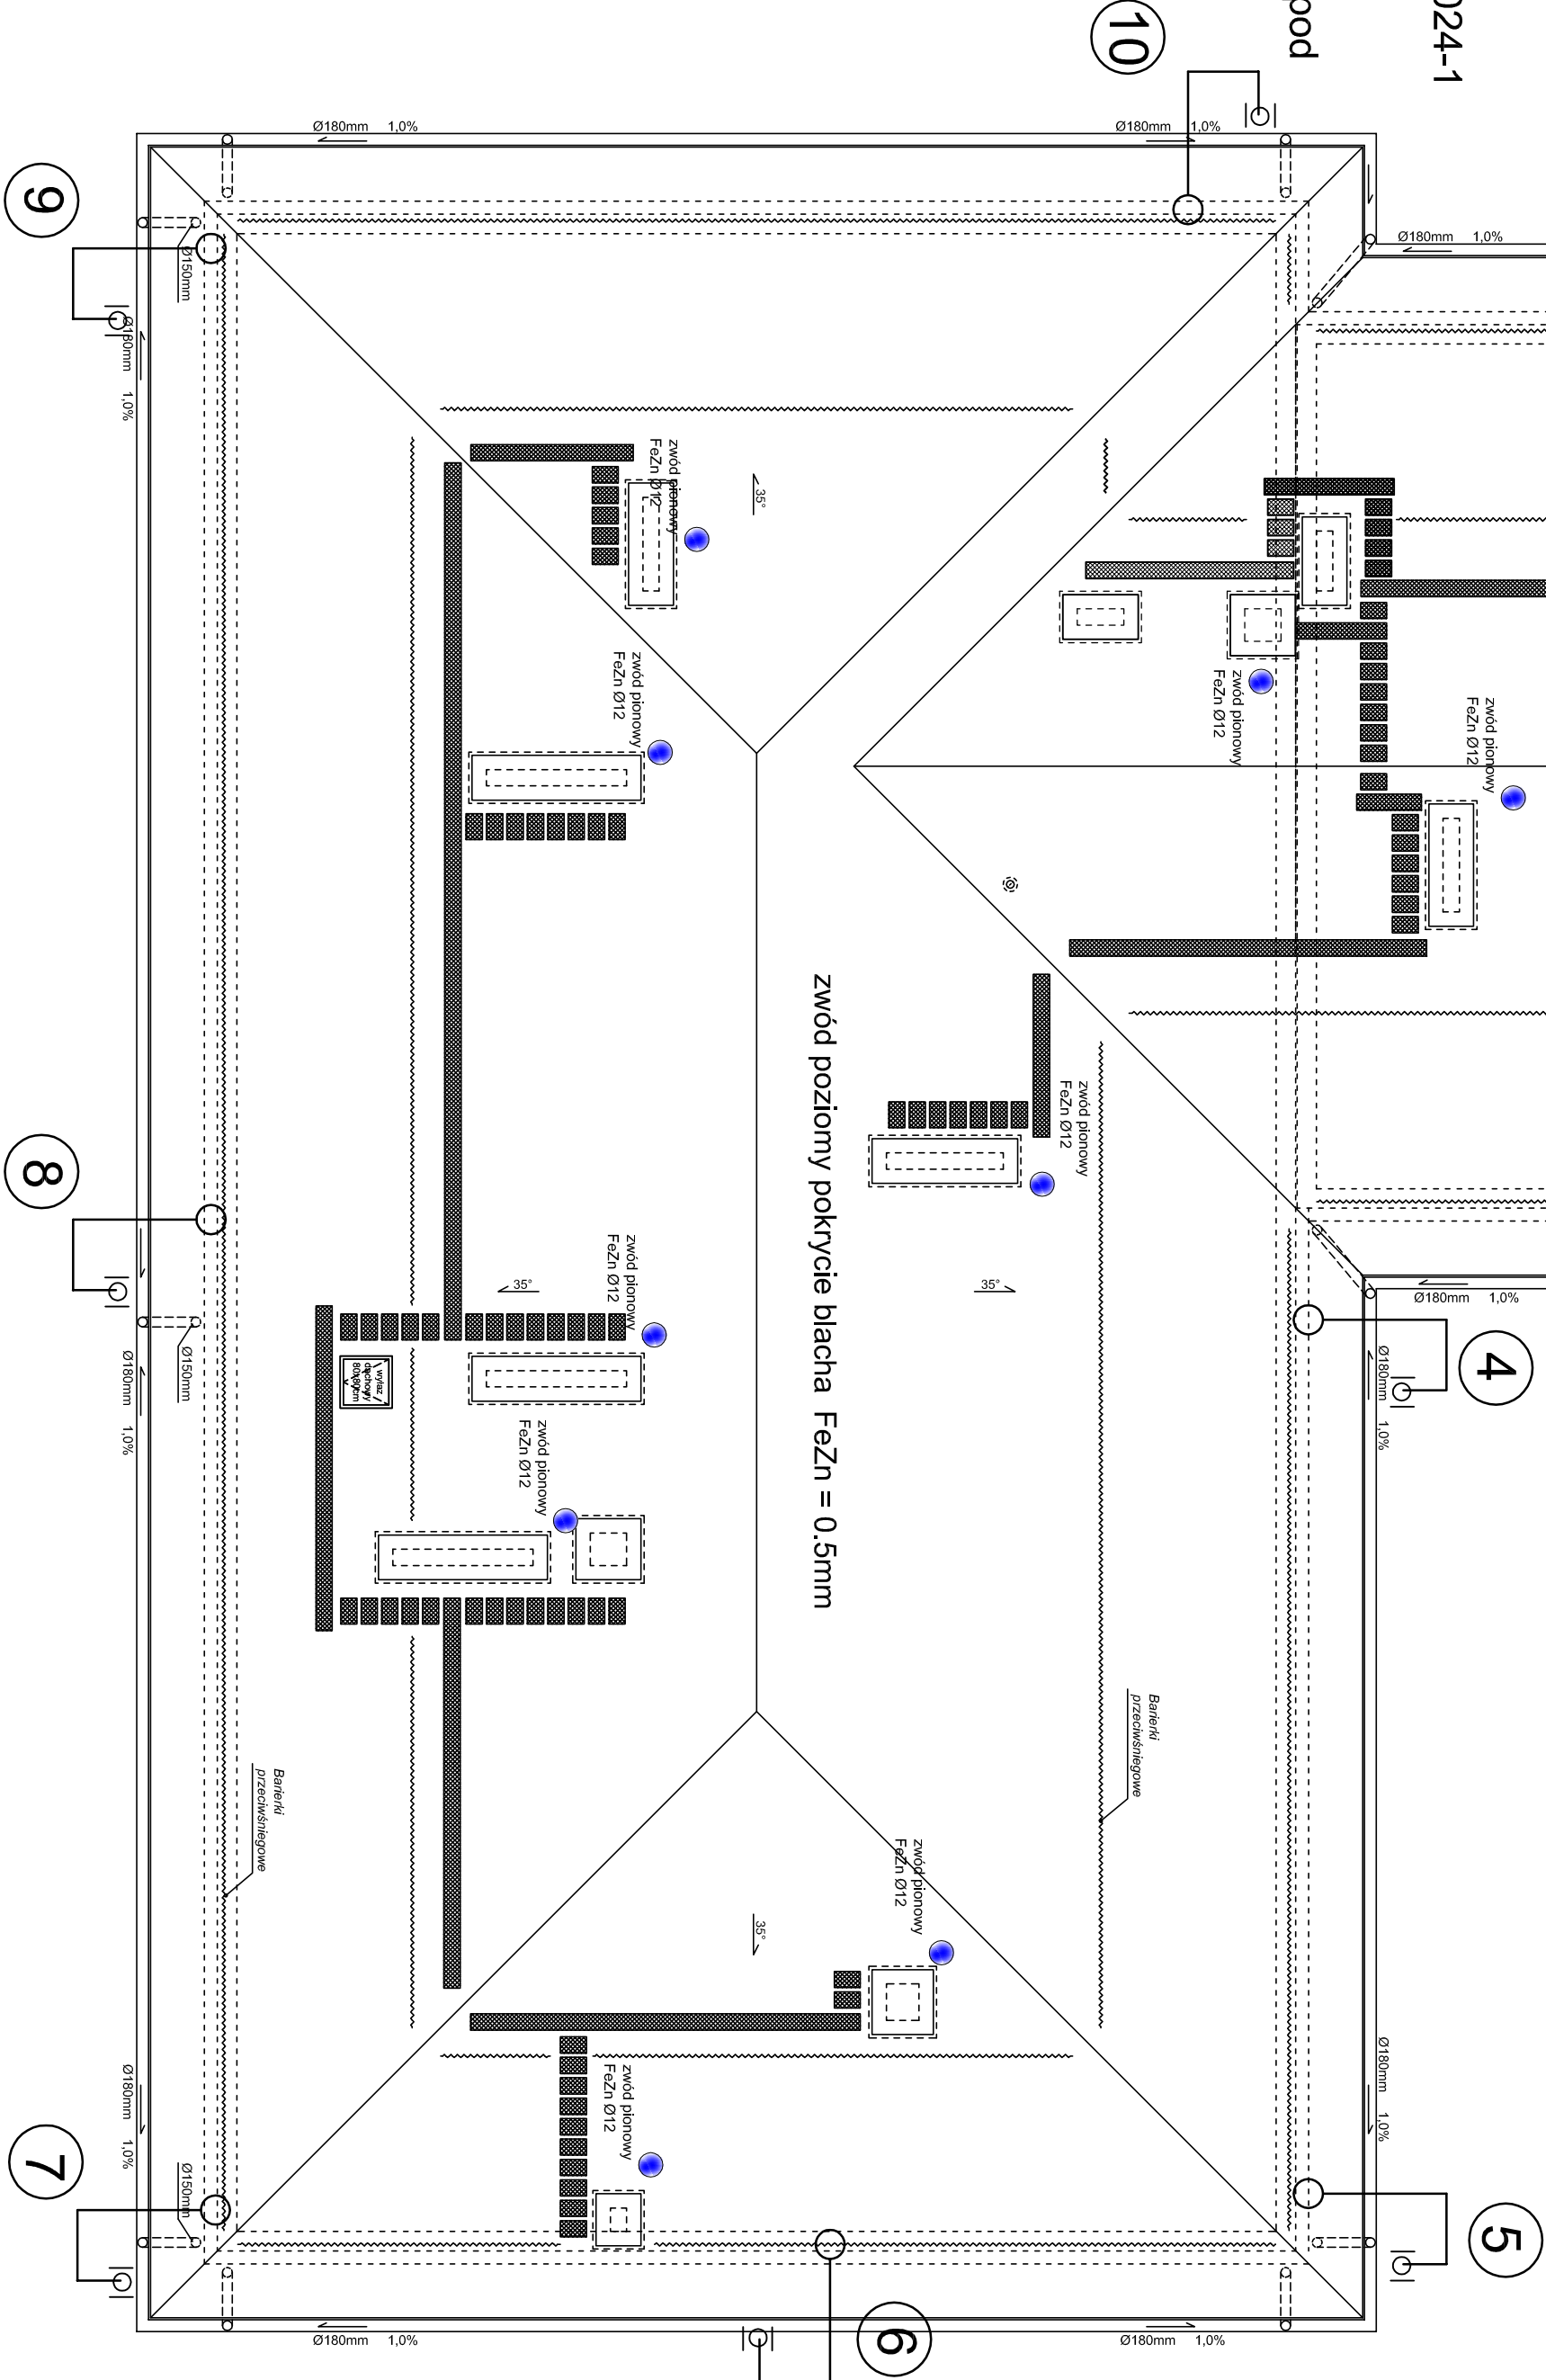 024-1
pod
10
Ø180mm 1,0%
Ø180mm 1,0%
Ø180mm 1,0%
9
Ø150mm
Ø180mm 1,0%
zwód pionowy
FeZn Ø12
35°
zwód pionowy
FeZn Ø12
zwód pionowy
FeZn Ø12
zwód pionowy
FeZn Ø12
zwód poziomy pokrycie blacha FeZn = 0.5mm
zwód pionowy
FeZn Ø12
8
zwód pionowy
FeZn Ø12
35°
35°
Ø180mm 1,0%
4
Ø150mm
Ø180mm 1,0%
Ø180mm 1,0%
wyłaz
dachowy
80x80cm
zwód pionowy
FeZn Ø12
Barierki
przeciwśniegowe
Barierki
przeciwśniegowe
zwód pionowy
FeZn Ø12
35°
zwód pionowy
FeZn Ø12
Ø180mm 1,0%
Ø180mm 1,0%
7
Ø150mm
5
6
Ø180mm 1,0%
Ø180mm 1,0%